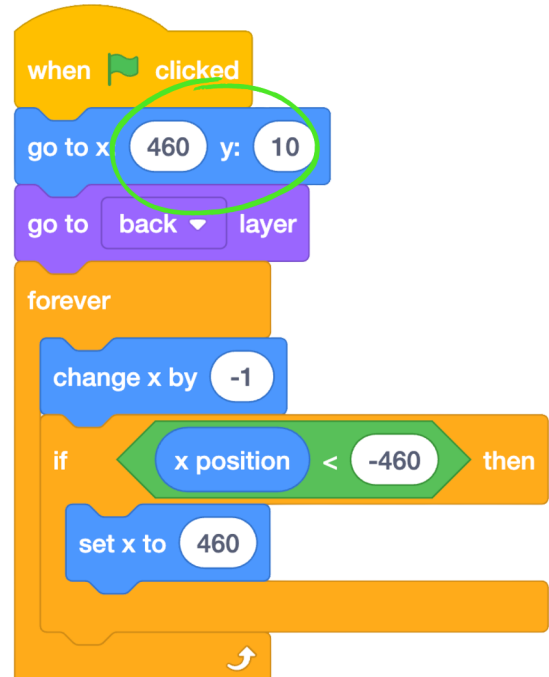 when clicked
go to x: 460 y: 10
go to back layer
forever
change x by -1
if x position < -460 then
set x to 460